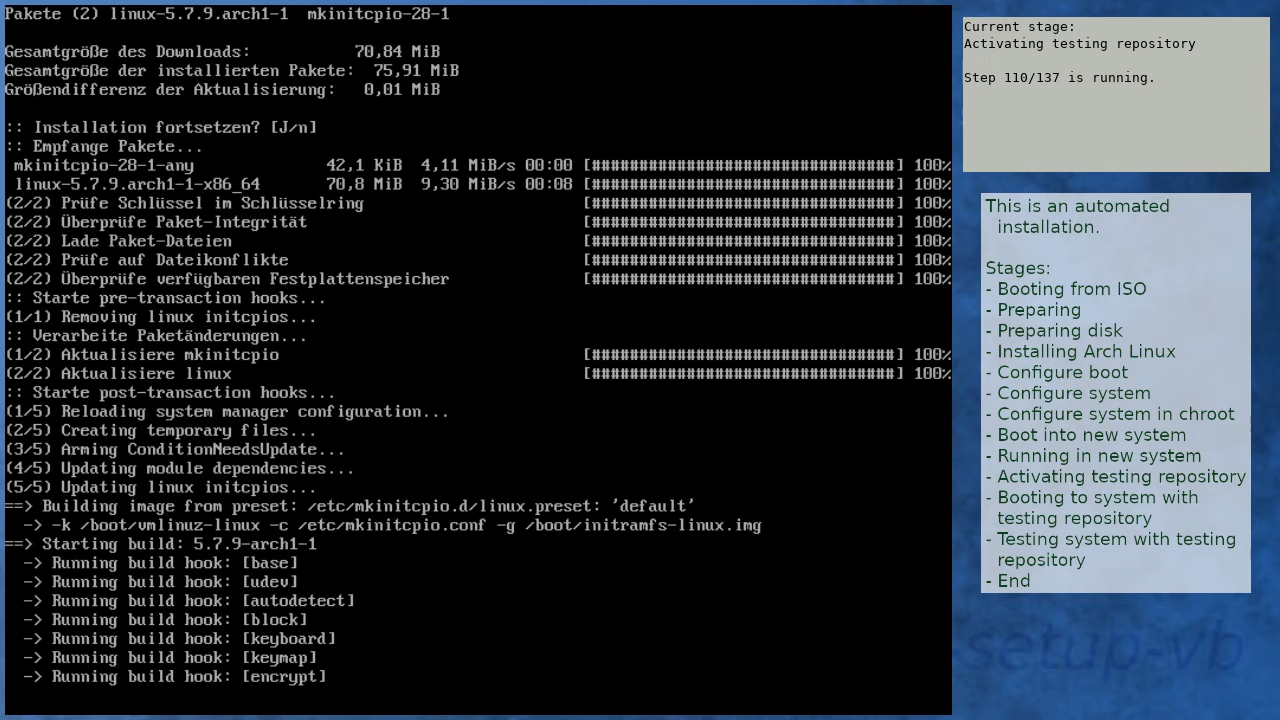 Pakete (2) linux-5.7.9.arch1-1  mkinitcpio-28-1
Gesamtgröße des Downloads:           70,84 MiB
Gesamtgröße der installierten Pakete:  75,91 MiB
Größendifferenz der Aktualisierung:   0,01 MiB
:: Installation fortsetzen? [J/n]
:: Empfange Pakete...
mkinitcpio-28-1-any              42,1 KiB  4,11 MiB/s 00:00 [################################] 100%
linux-5.7.9.arch1-1-x86_64       70,8 MiB  9,30 MiB/s 00:08 [################################] 100%
(2/2) Prüfe Schlüssel im Schlüsselring                       [################################] 100%
(2/2) Überprüfe Paket-Integrität                             [################################] 100%
(2/2) Lade Paket-Dateien                                     [################################] 100%
(2/2) Prüfe auf Dateikonflikte                               [################################] 100%
(2/2) Überprüfe verfügbaren Festplattenspeicher              [################################] 100%
:: Starte pre-transaction hooks...
(1/1) Removing linux initcpios...
:: Verarbeite Paketänderungen...
(1/2) Aktualisiere mkinitcpio                                [################################] 100%
(2/2) Aktualisiere linux                                     [################################] 100%
:: Starte post-transaction hooks...
(1/5) Reloading system manager configuration...
(2/5) Creating temporary files...
(3/5) Arming ConditionNeedsUpdate...
(4/5) Updating module dependencies...
(5/5) Updating linux initcpios...
==> Building image from preset: /etc/mkinitcpio.d/linux.preset: 'default'
-> -k /boot/vmlinuz-linux -c /etc/mkinitcpio.conf -g /boot/initramfs-linux.img
==> Starting build: 5.7.9-arch1-1
-> Running build hook: [base]
-> Running build hook: [udev]
-> Running build hook: [autodetect]
-> Running build hook: [block]
-> Running build hook: [keyboard]
-> Running build hook: [keymap]
-> Running build hook: [encrypt]
Current stage:
Activating testing repository
Step 110/137 is running.
This is an automated
installation.
Stages:
- Booting from ISO
- Preparing
- Preparing disk
- Installing Arch Linux
- Configure boot
- Configure system
- Configure system in chroot
- Boot into new system
- Running in new system
- Activating testing repository
- Booting to system with
testing repository
- Testing system with testing
repository
- End
setup-vb